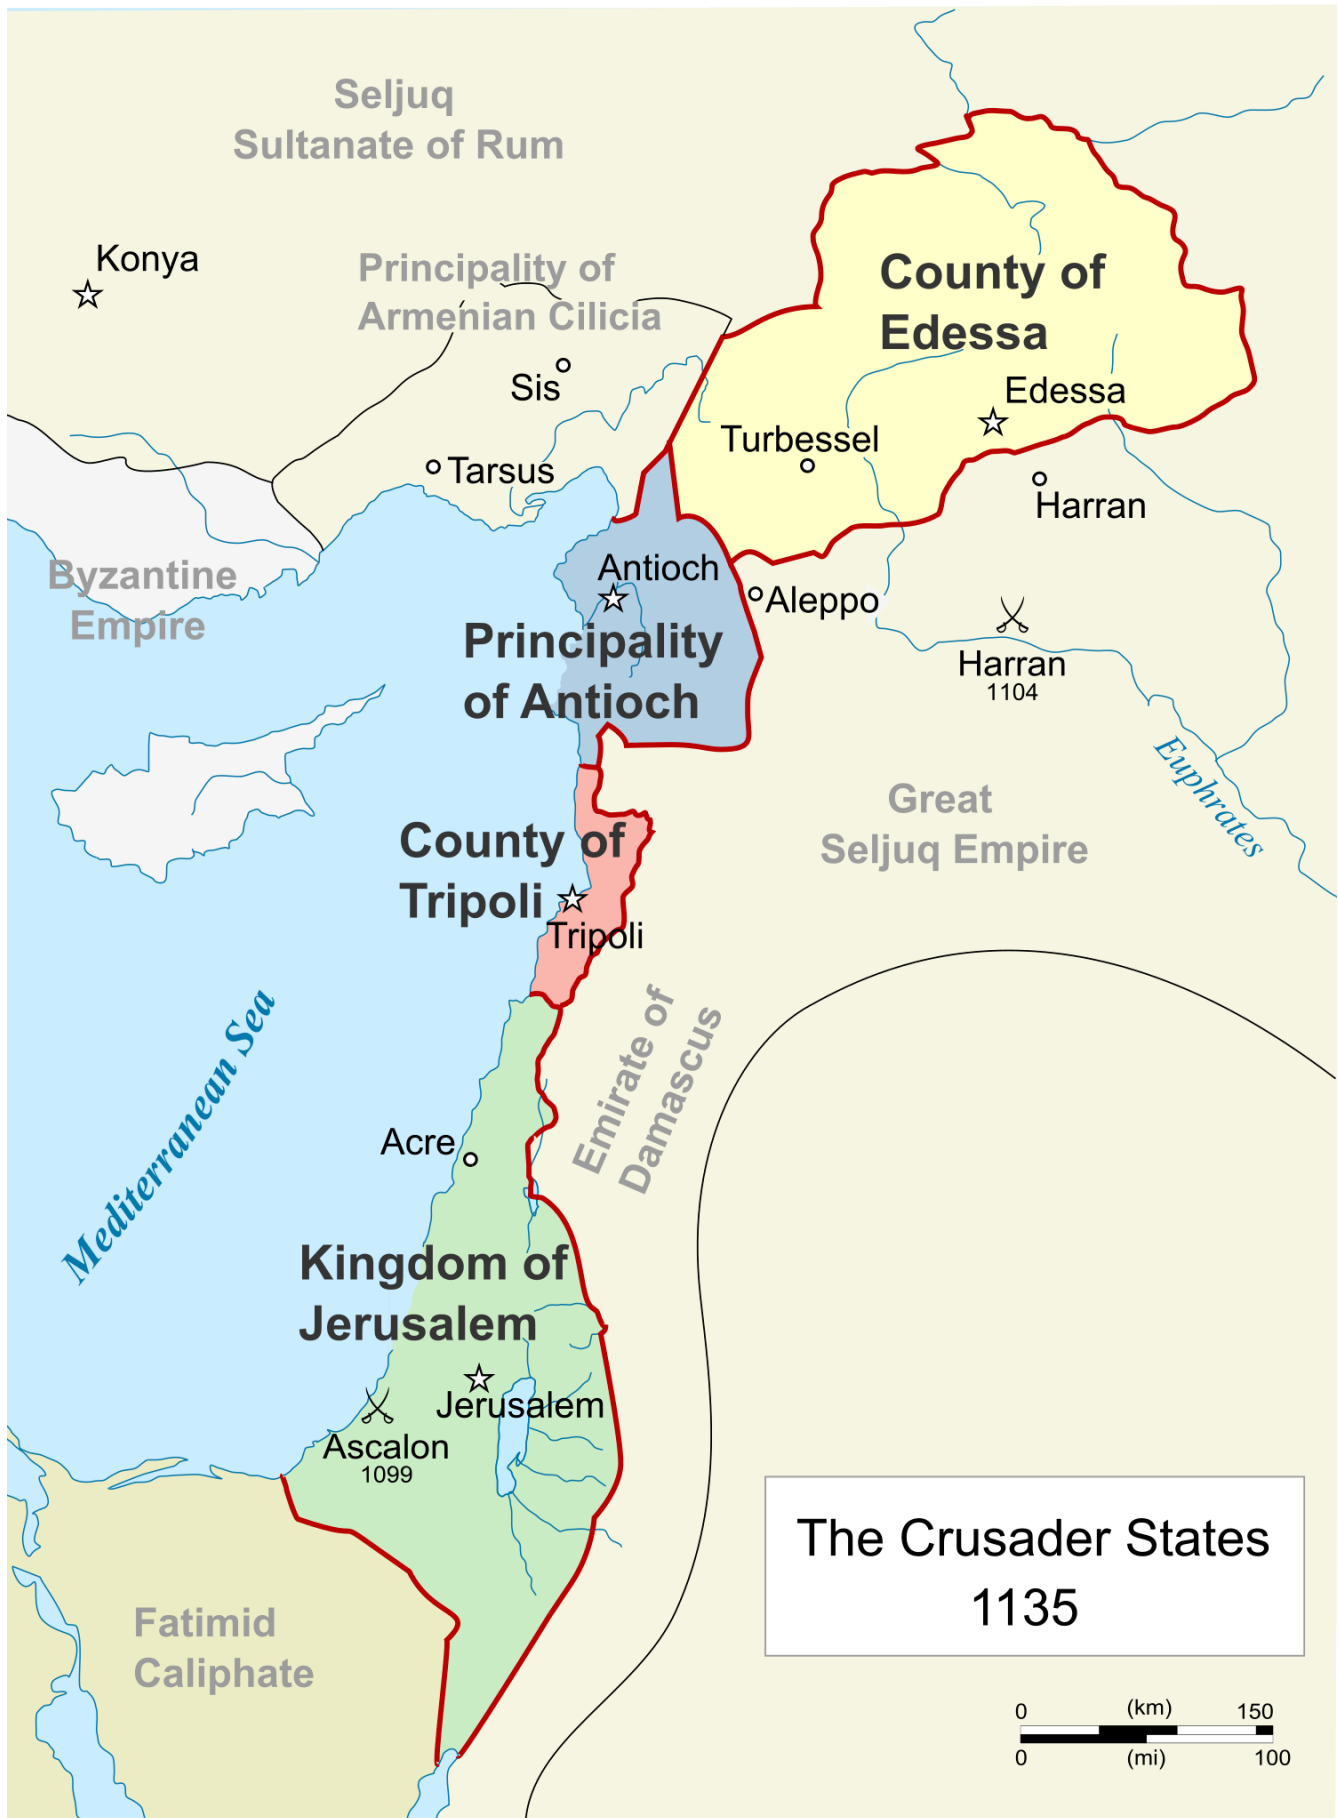 Seljuq
Sultanate of Rum
Konya
Principality of
Armenian Cilicia
County of
Edessa
Sis
Edessa
Turbessel
Tarsus
Harran
Byzantine
Empire
Antioch
Aleppo
Principality
of Antioch
Harran
1104
Euphrates
Great
Seljuq Empire
County of
Tripoli
Tripoli
Mediterranean Sea
Emirate of
Damascus
Acre
Kingdom of
Jerusalem
Jerusalem
Ascalon
1099
The Crusader States
1135
Fatimid
Caliphate
0 (km) 150
0 (mi) 100